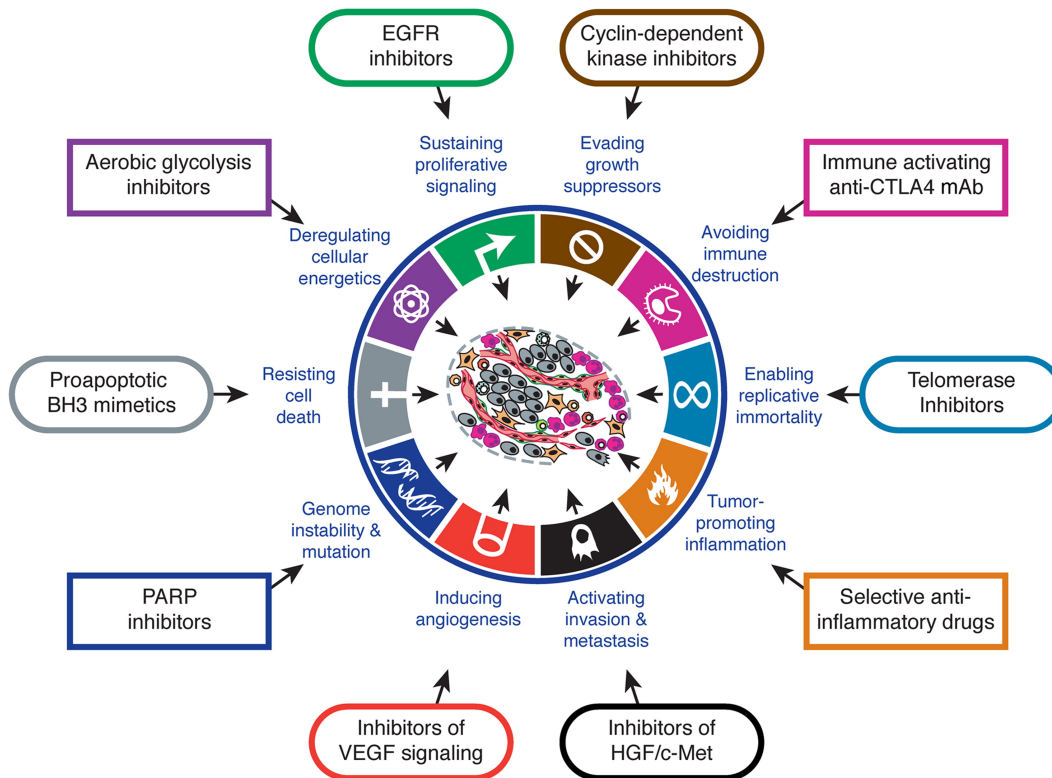 EGFR
inhibitors
Cyclin-dependent
kinase inhibitors
Sustaining
proliferative
signaling
Evading
growth
suppressors
Aerobic glycolysis
inhibitors
Immune activating
anti-CTLA4 mAb
Deregulating
cellular
energetics
Avoiding
immune
destruction
Proapoptotic
BH3 mimetics
Resisting
cell
death
Enabling
replicative
immortality
Telomerase
Inhibitors
Genome
instability &
mutation
Tumor-
promoting
inflammation
PARP
inhibitors
Inducing
angiogenesis
Activating
invasion &
metastasis
Selective anti-
inflammatory drugs
Inhibitors of
VEGF signaling
Inhibitors of
HGF/c-Met